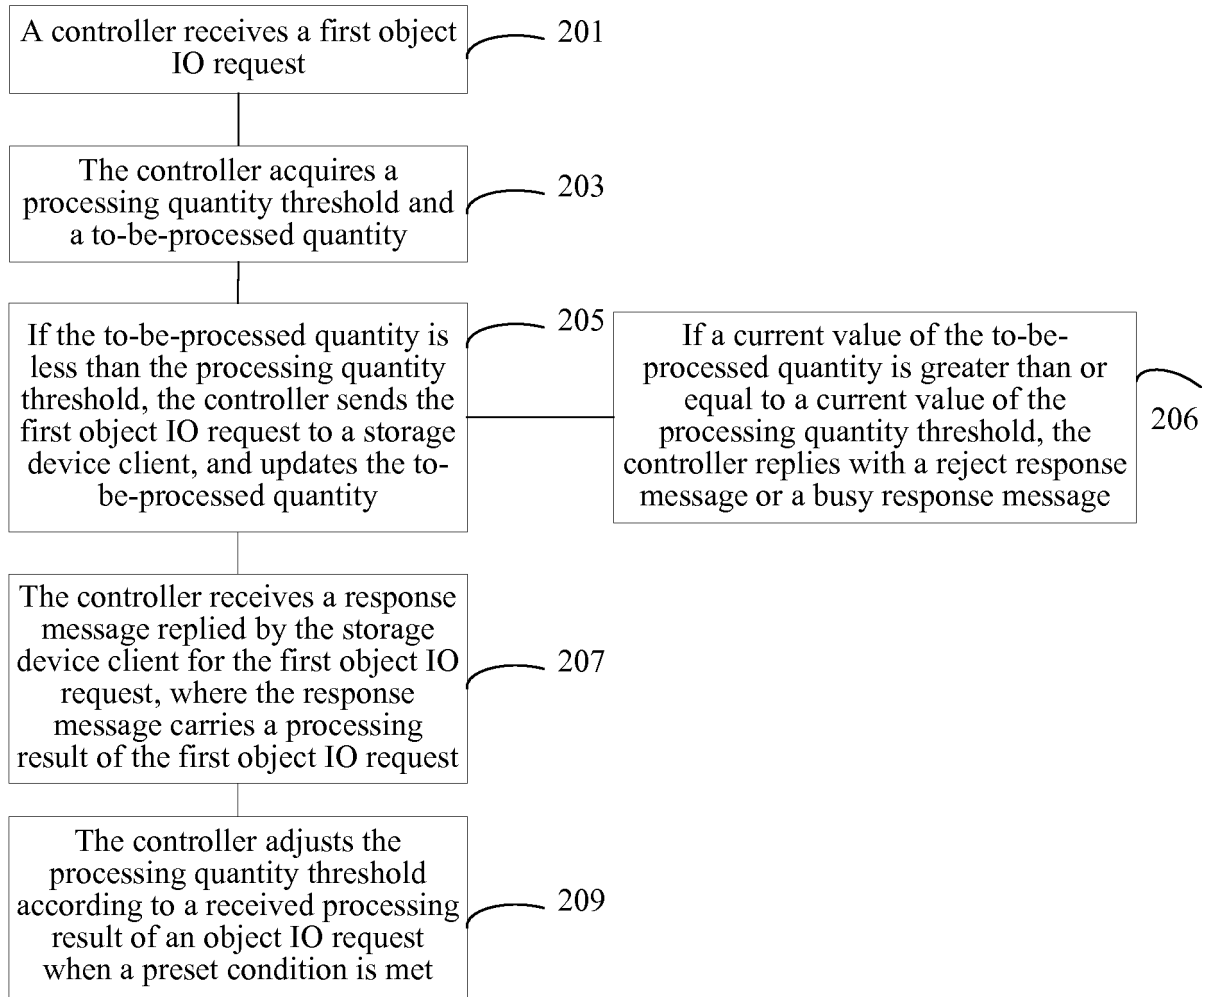 A controller receives a first object
IO request
201
The controller acquires a
processing quantity threshold and
a to-be-processed quantity
203
If the to-be-processed quantity is
less than the processing quantity
threshold, the controller sends the
first object IO request to a storage
device client, and updates the to-
be-processed quantity
205
If a current value of the to-be-
processed quantity is greater than or
equal to a current value of the
processing quantity threshold, the
controller replies with a reject response
message or a busy response message
206
The controller receives a response
message replied by the storage
device client for the first object IO
request, where the response
message carries a processing
result of the first object IO request
207
The controller adjusts the
processing quantity threshold
according to a received processing
result of an object IO request
when a preset condition is met
209